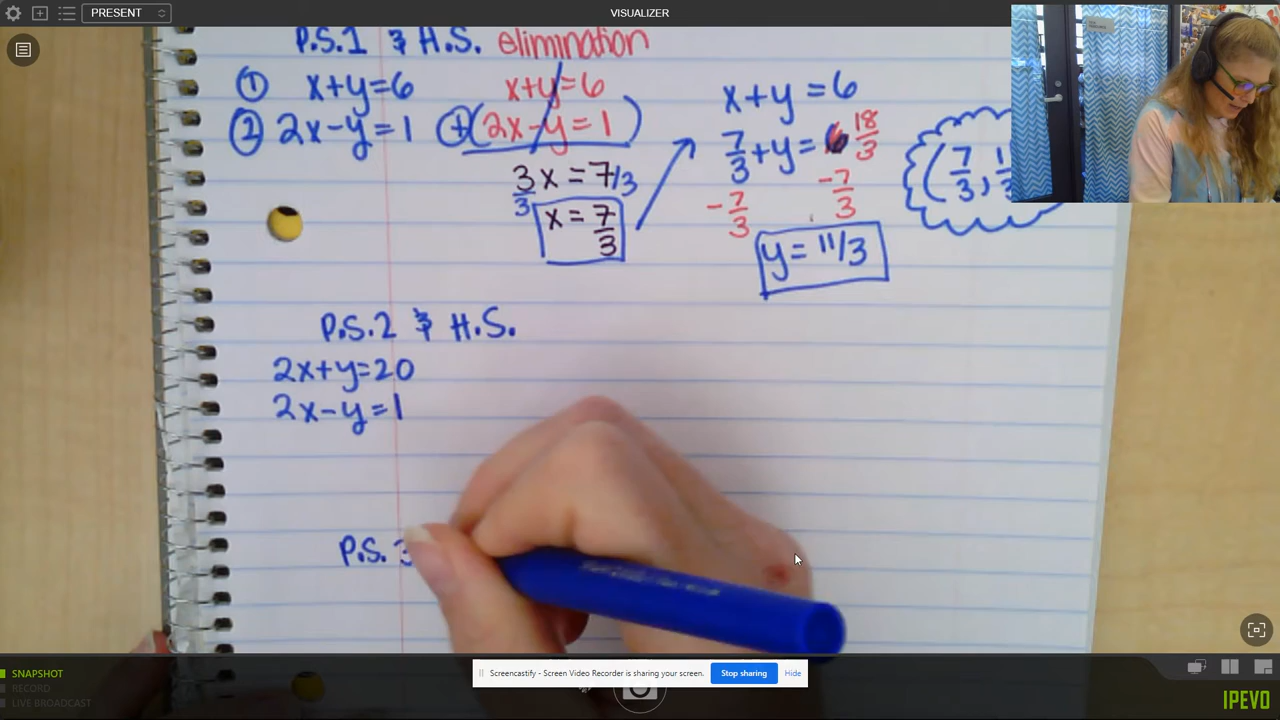 PRESENT
VISUALIZER
P.S.1 & H.S. elimination
① x+y=6
② 2x-y=1
x+y=6
+(2x-y=1)
3x=7/3
3
x=7
3
x+y=6
7/3+y=6 18/3
-7/3 -7/3
y=11/3
(7/3,
P.S.2 & H.S.
2x+y=20
2x-y=1
P.S. 3
Screencastify - Screen Video Recorder is sharing your screen. Stop sharing Hide
SNAPSHOT
RECORD
LIVE BROADCAST
IPEVO